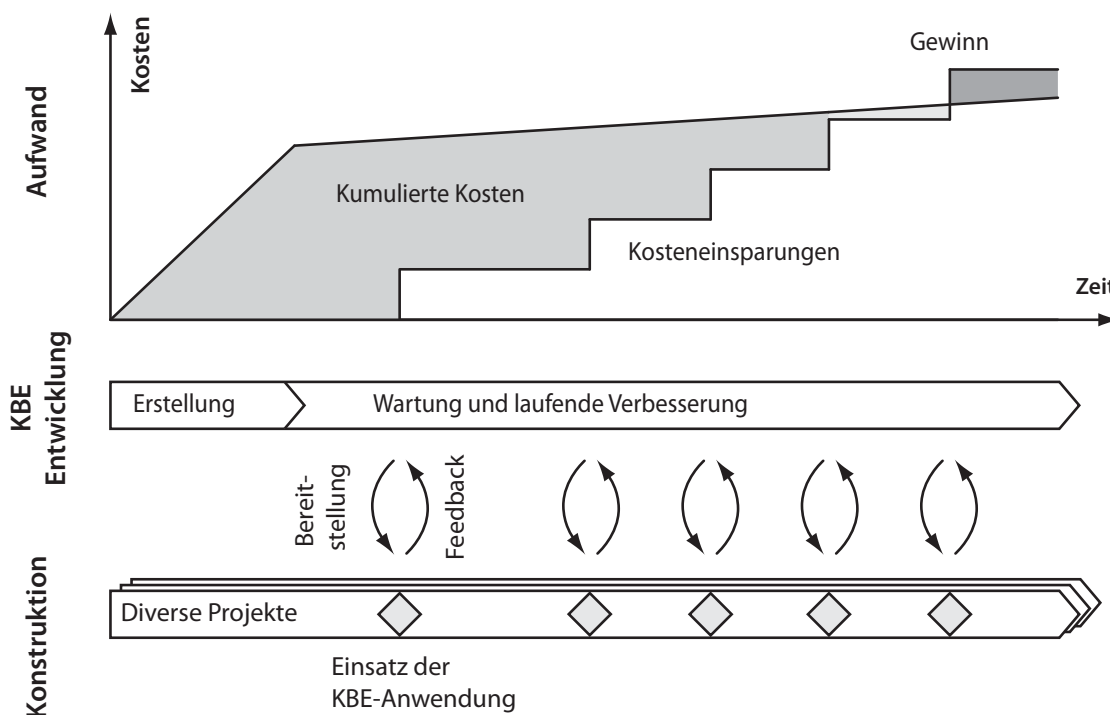 Aufwand
Kosten
Gewinn
Kumulierte Kosten
Kosteneinsparungen
Zeit
KBE
Entwicklung
Erstellung
Wartung und laufende Verbesserung
Bereit-
stellung
Feedback
Konstruktion
Diverse Projekte
Einsatz der
KBE-Anwendung